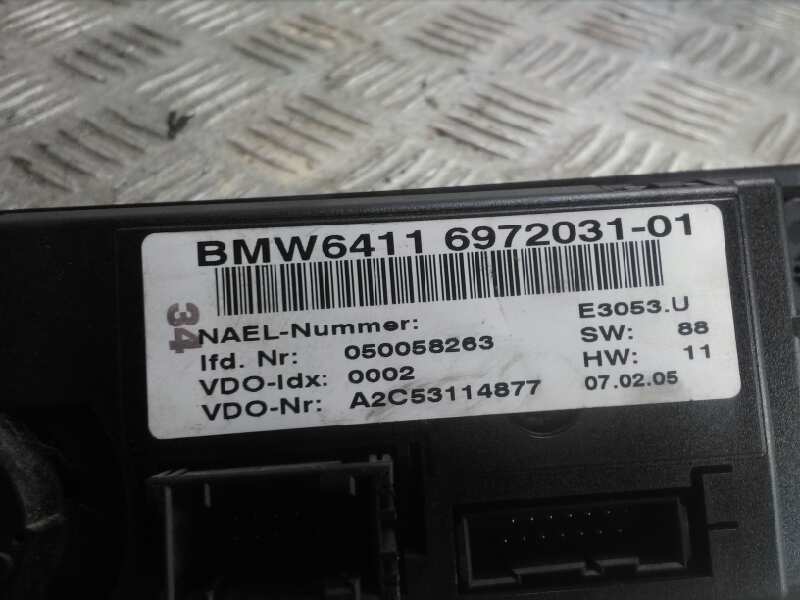 BMW6411 6972031-01
34
NAEL-Nummer: E3053.U
lfd. Nr: 050058263 SW: 88
VDO-Idx: 0002 HW: 11
VDO-Nr: A2C53114877 07.02.05